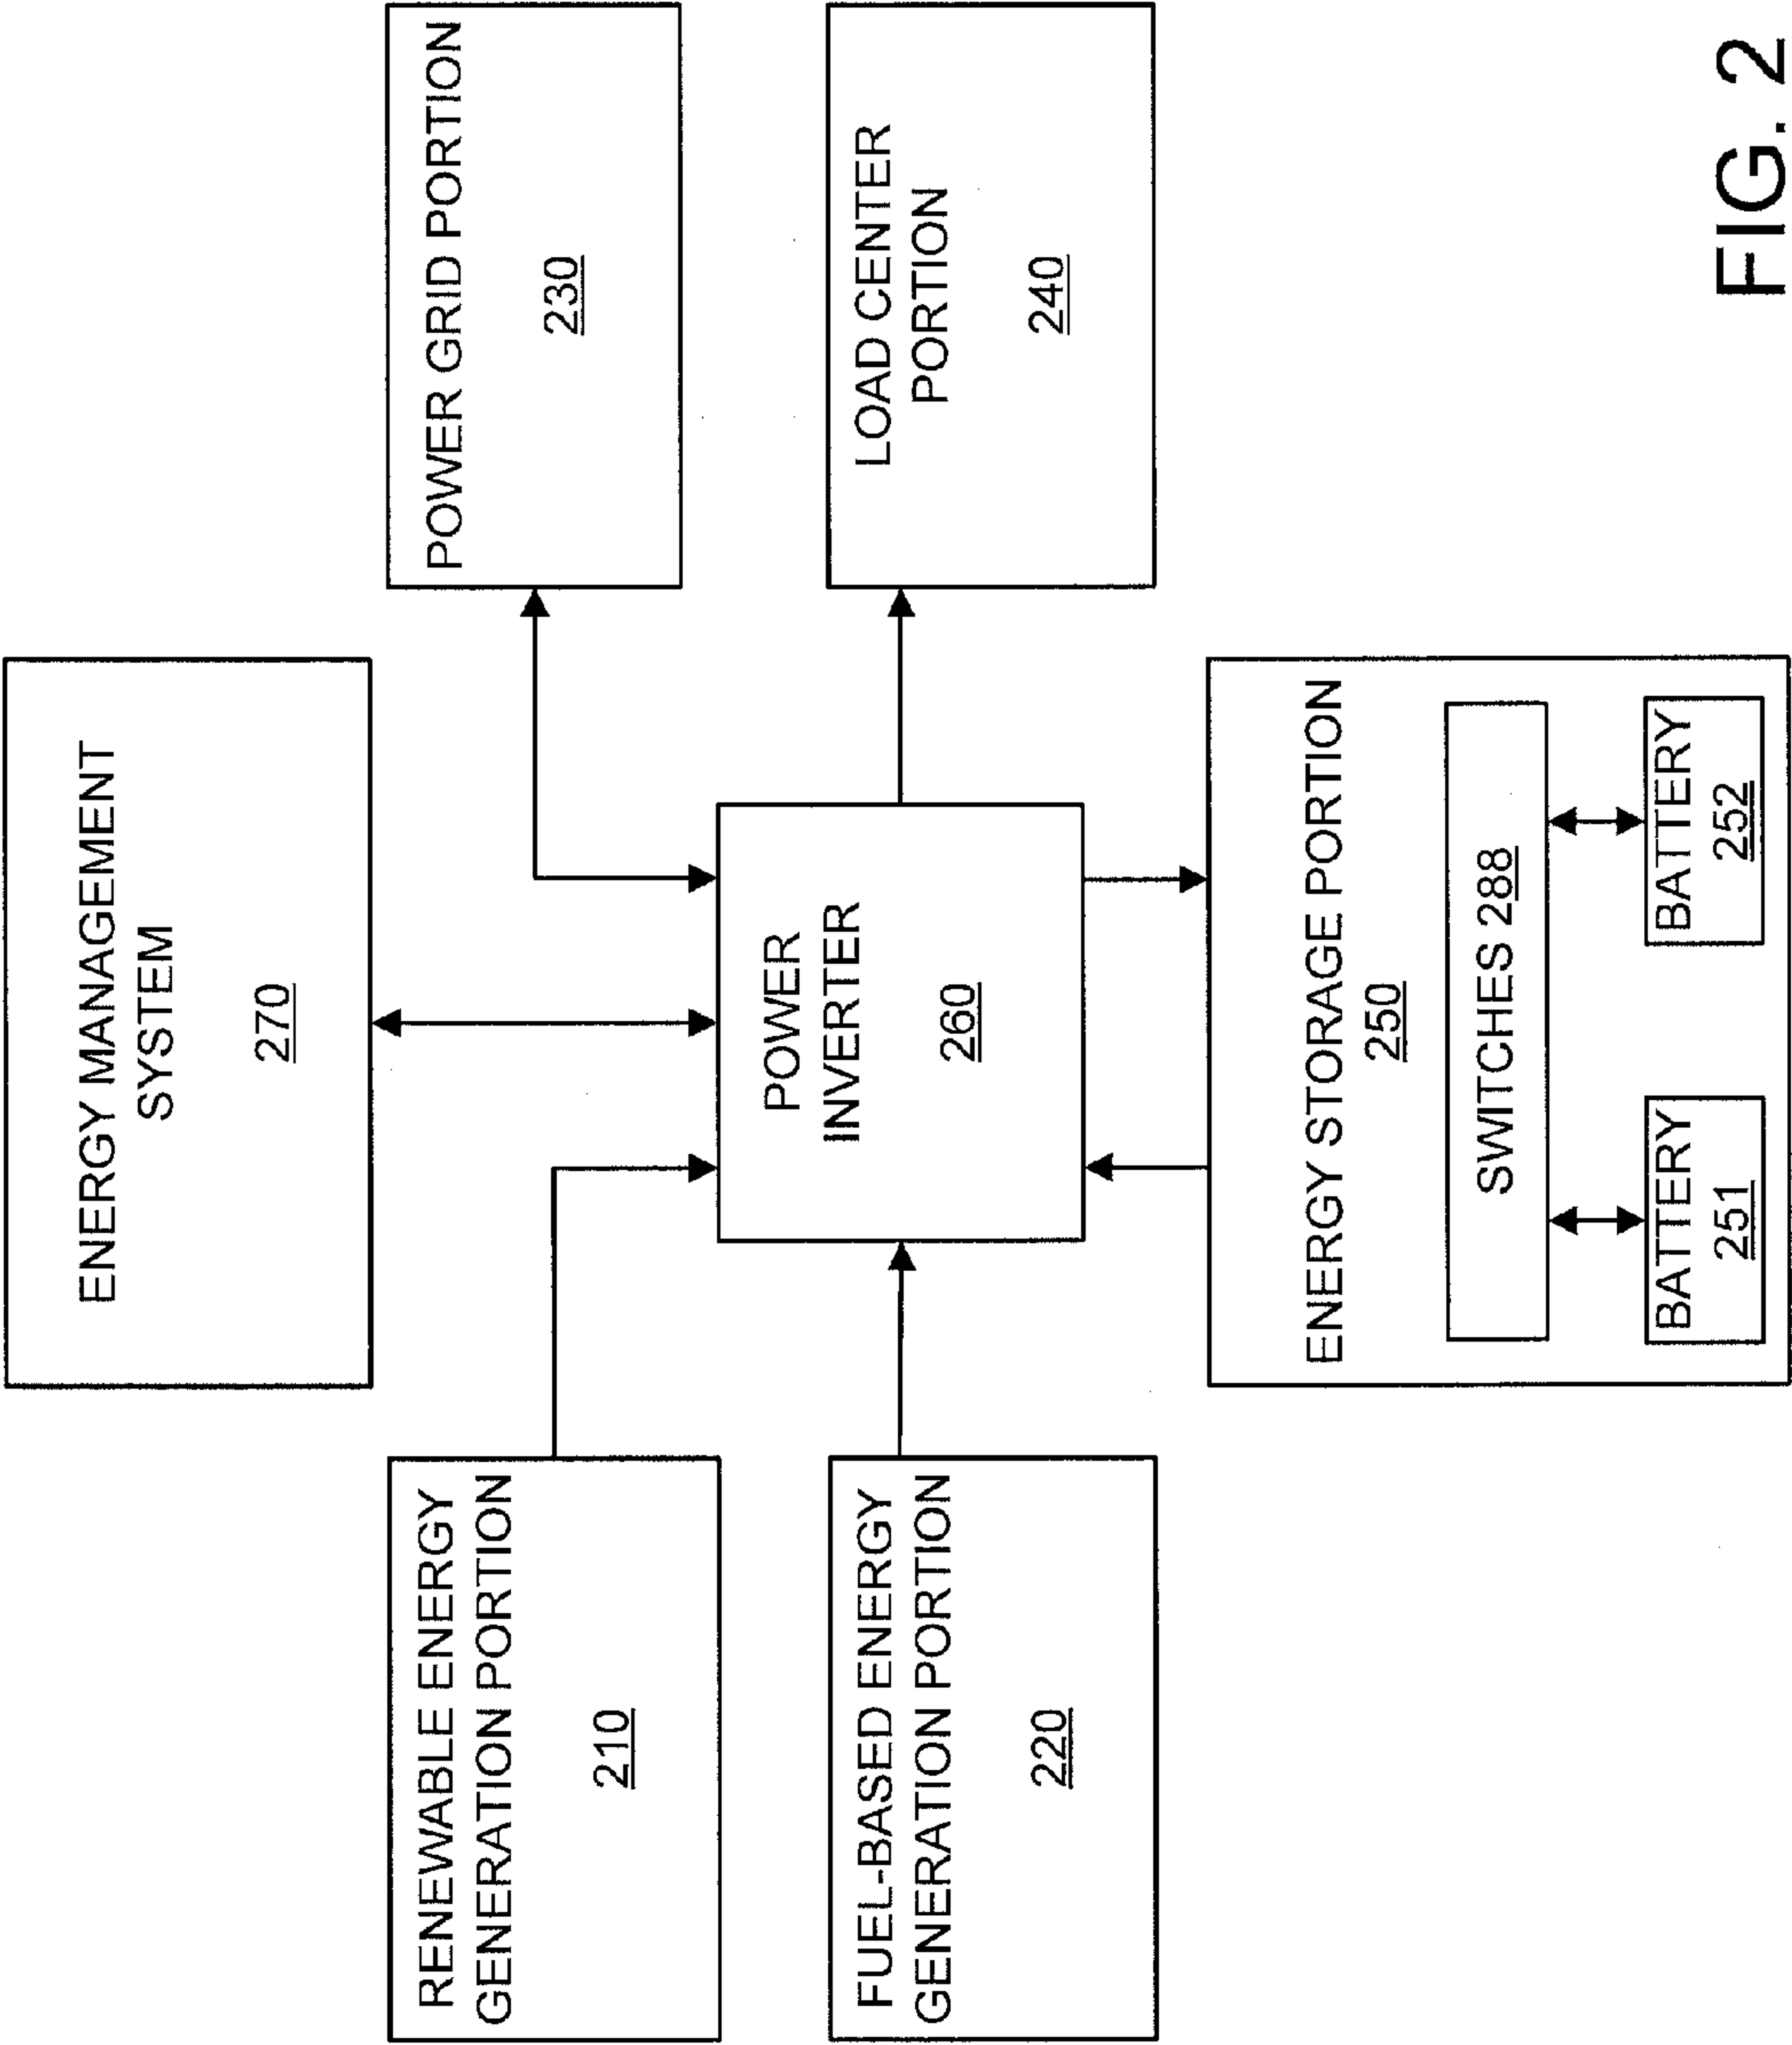 ENERGY MANAGEMENT
SYSTEM
270
RENEWABLE ENERGY
GENERATION PORTION
210
POWER GRID PORTION
230
POWER
INVERTER
260
FUEL-BASED ENERGY
GENERATION PORTION
220
LOAD CENTER
PORTION
240
ENERGY STORAGE PORTION
250
SWITCHES 288
BATTERY
251
BATTERY
252
FIG. 2